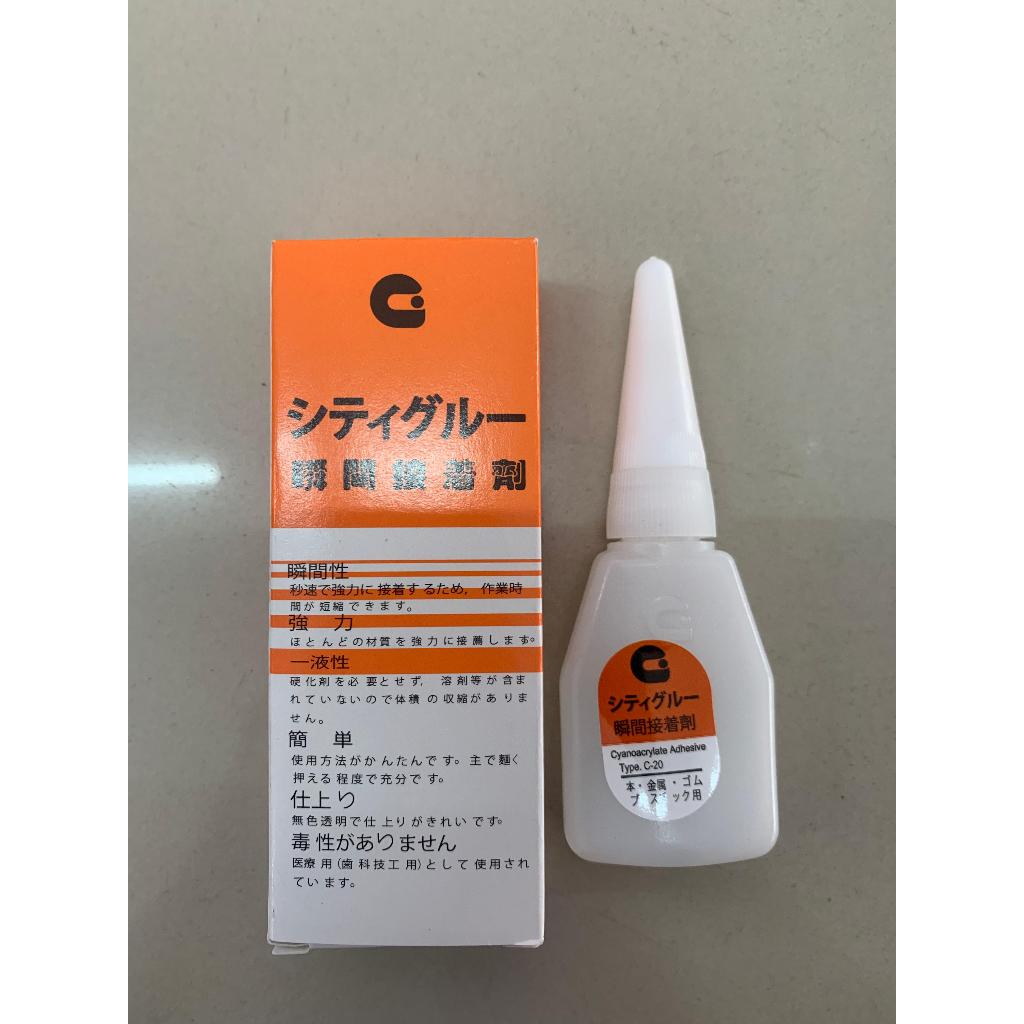 シティグルー
瞬間接着剤
瞬間性
秒速で強力に接着するため, 作業時
間が短縮できます。
強 力
ほとんどの材質を強力に接薦します。
一液性
硬化剤を必要とせず, 溶剤等が含ま
れていないので体積の収縮がありま
せん。
簡 単
使用方法がかんたんです。主で麵く
押える程度で充分です。
仕上り
無色透明で仕上りがきれいです。
毒性がありません
医療用(歯科技工用)として使用され
ています。
シティグルー
瞬間接着剤
Cyanoacrylate Adhesive
Type. C-20
本・金属・ゴム
プスチック用